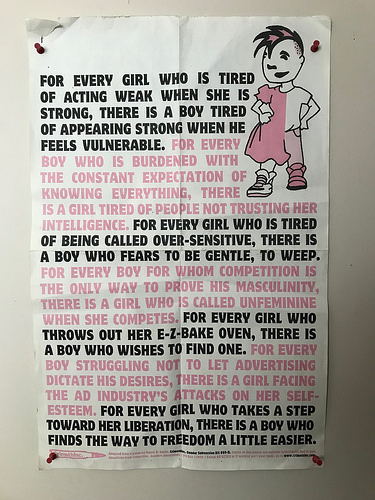 FOR EVERY GIRL WHO IS TIRED
OF ACTING WEAK WHEN SHE IS
STRONG, THERE IS A BOY TIRED
OF APPEARING STRONG WHEN HE
FEELS VULNERABLE. FOR EVERY
BOY WHO IS BURDENED WITH
THE CONSTANT EXPECTATION OF
KNOWING EVERYTHING, THERE
IS A GIRL TIRED OF PEOPLE NOT TRUSTING HER
INTELLIGENCE. FOR EVERY GIRL WHO IS TIRED
OF BEING CALLED OVER-SENSITIVE, THERE IS
A BOY WHO FEARS TO BE GENTLE, TO WEEP.
FOR EVERY BOY FOR WHOM COMPETITION IS
THE ONLY WAY TO PROVE HIS MASCULINITY,
THERE IS A GIRL WHO IS CALLED UNFEMININE
WHEN SHE COMPETES. FOR EVERY GIRL WHO
THROWS OUT HER E-Z-BAKE OVEN, THERE IS
A BOY WHO WISHES TO FIND ONE. FOR EVERY
BOY STRUGGLING NOT TO LET ADVERTISING
DICTATE HIS DESIRES, THERE IS A GIRL FACING
THE AD INDUSTRY'S ATTACKS ON HER SELF-
ESTEEM. FOR EVERY GIRL WHO TAKES A STEP
TOWARD HER LIBERATION, THERE IS A BOY WHO
FINDS THE WAY TO FREEDOM A LITTLE EASIER.